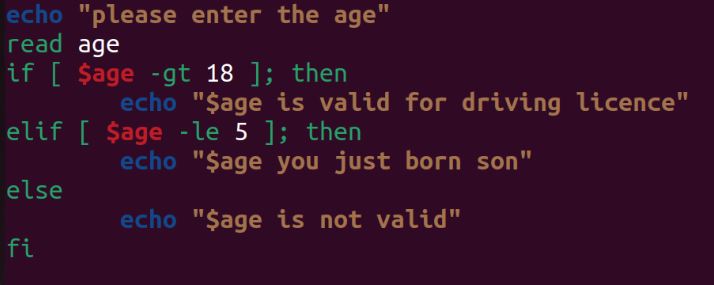 echo "please enter the age"
read age
if [ $age -gt 18 ]; then
        echo "$age is valid for driving licence"
elif [ $age -le 5 ]; then
        echo "$age you just born son"
else
        echo "$age is not valid"
fi